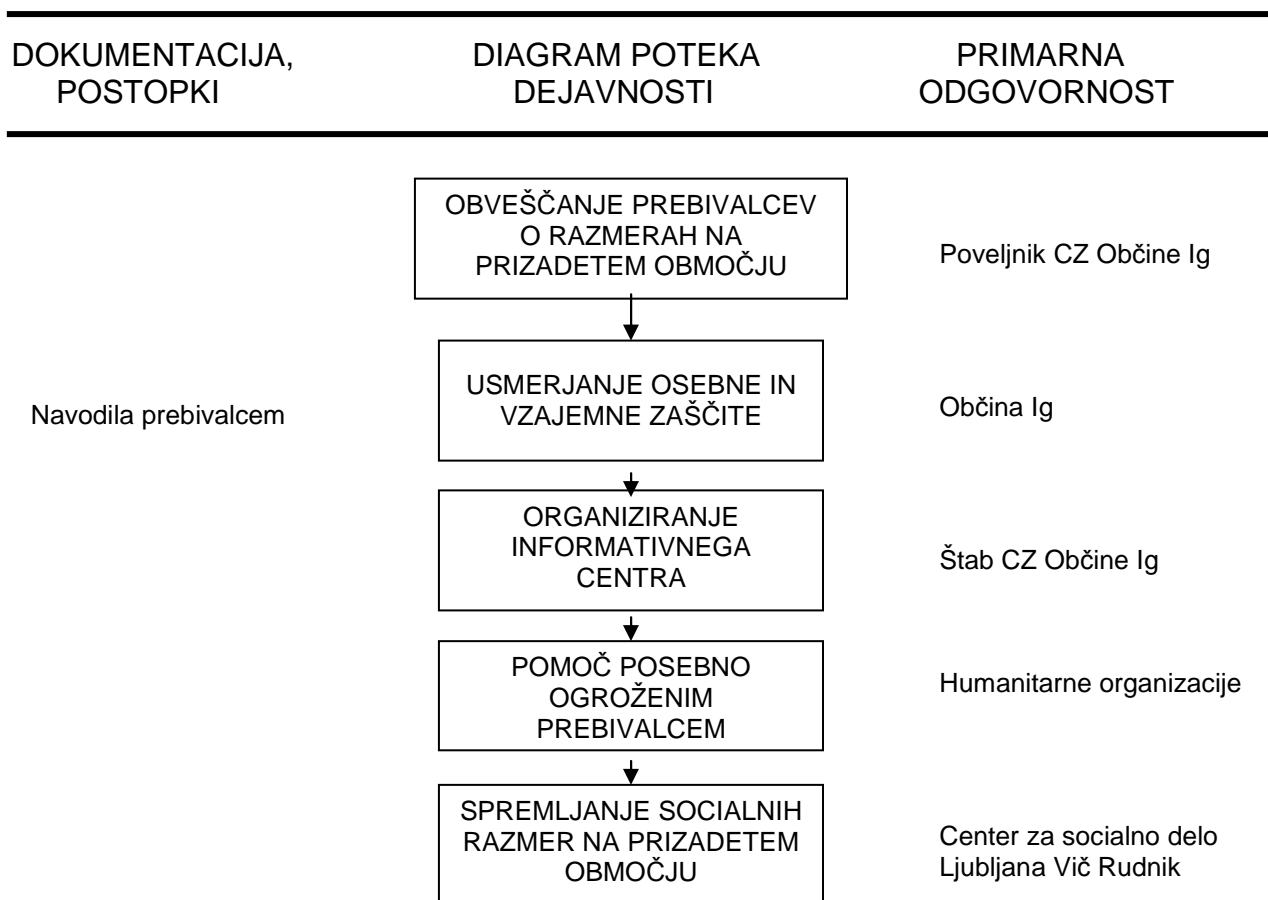 DOKUMENTACIJA,
POSTOPKI
DIAGRAM POTEKA
DEJAVNOSTI
PRIMARNA
ODGOVORNOST
OBVEŠČANJE PREBIVALCEV
O RAZMERAH NA
PRIZADETEM OBMOČJU
Poveljnik CZ Občine Ig
Navodila prebivalcem
USMERJANJE OSEBNE IN
VZAJEMNE ZAŠČITE
Občina Ig
ORGANIZIRANJE
INFORMATIVNEGA
CENTRA
Štab CZ Občine Ig
POMOČ POSEBNO
OGROŽENIM
PREBIVALCEM
Humanitarne organizacije
SPREMLJANJE SOCIALNIH
RAZMER NA PRIZADETEM
OBMOČJU
Center za socialno delo
Ljubljana Vič Rudnik